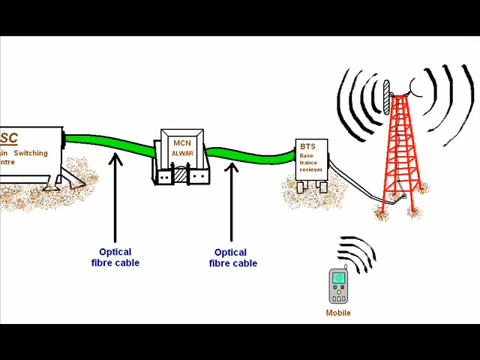 SC
in Switching
ntre
MCN
ALWAR
BTS
Base
trance
reciever
Optical
fibre cable
Optical
fibre cable
Mobile